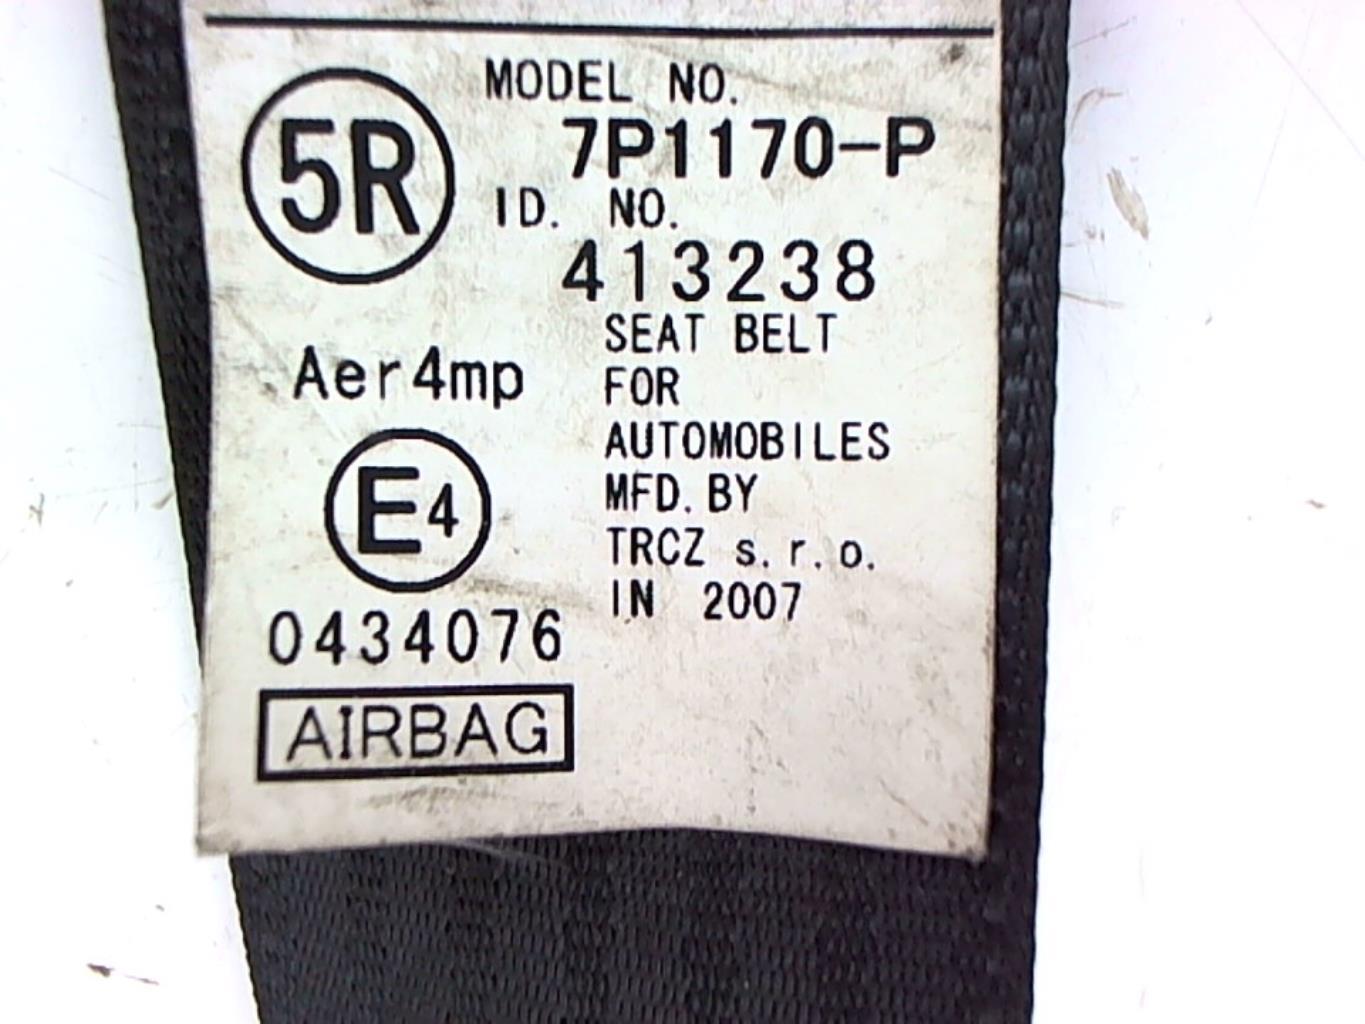 5R
MODEL NO.
7P1170-P
ID. NO.
413238
SEAT BELT
FOR
AUTOMOBILES
MFD. BY
TRCZ s.r.o.
IN 2007
Aer4mp
E4
0434076
AIRBAG